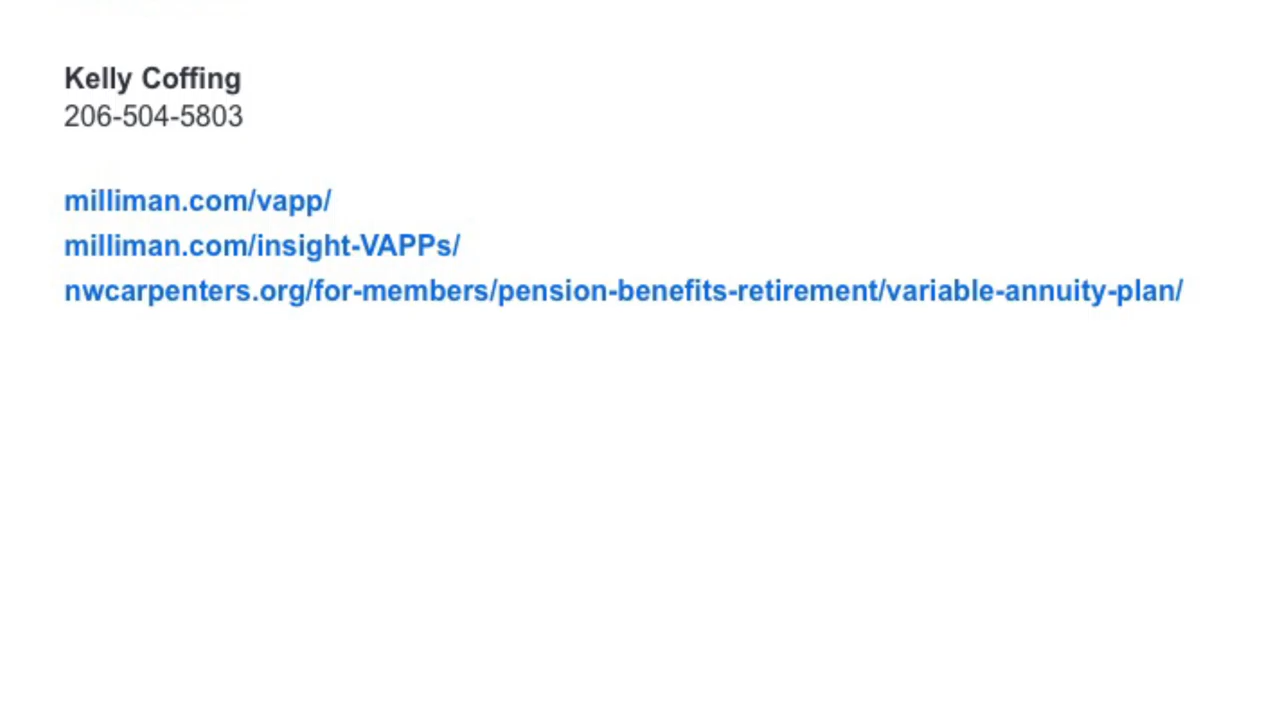 Kelly Coffing
206-504-5803
milliman.com/vapp/
milliman.com/insight-VAPPs/
nwcarpenters.org/for-members/pension-benefits-retirement/variable-annuity-plan/